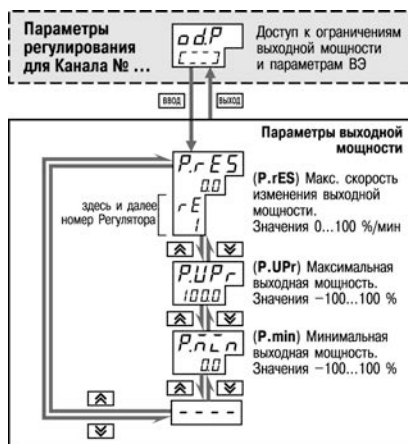 Параметры
регулирования
для Канала № ...
od.P
[---]
Доступ к ограничениям
выходной мощности
и параметрам ВЭ
ВВОД
ВЫХОД
Параметры выходной
мощности
P.rES
0.0
rE
1
здесь и далее
номер Регулятора
(P.rES) Макс. скорость
изменения выходной
мощности.
Значения 0...100 %/мин
P.UPr
100.0
(P.UPr) Максимальная
выходная мощность.
Значения −100...100 %
P.min
0.0
(P.min) Минимальная
выходная мощность.
Значения −100...100 %
----